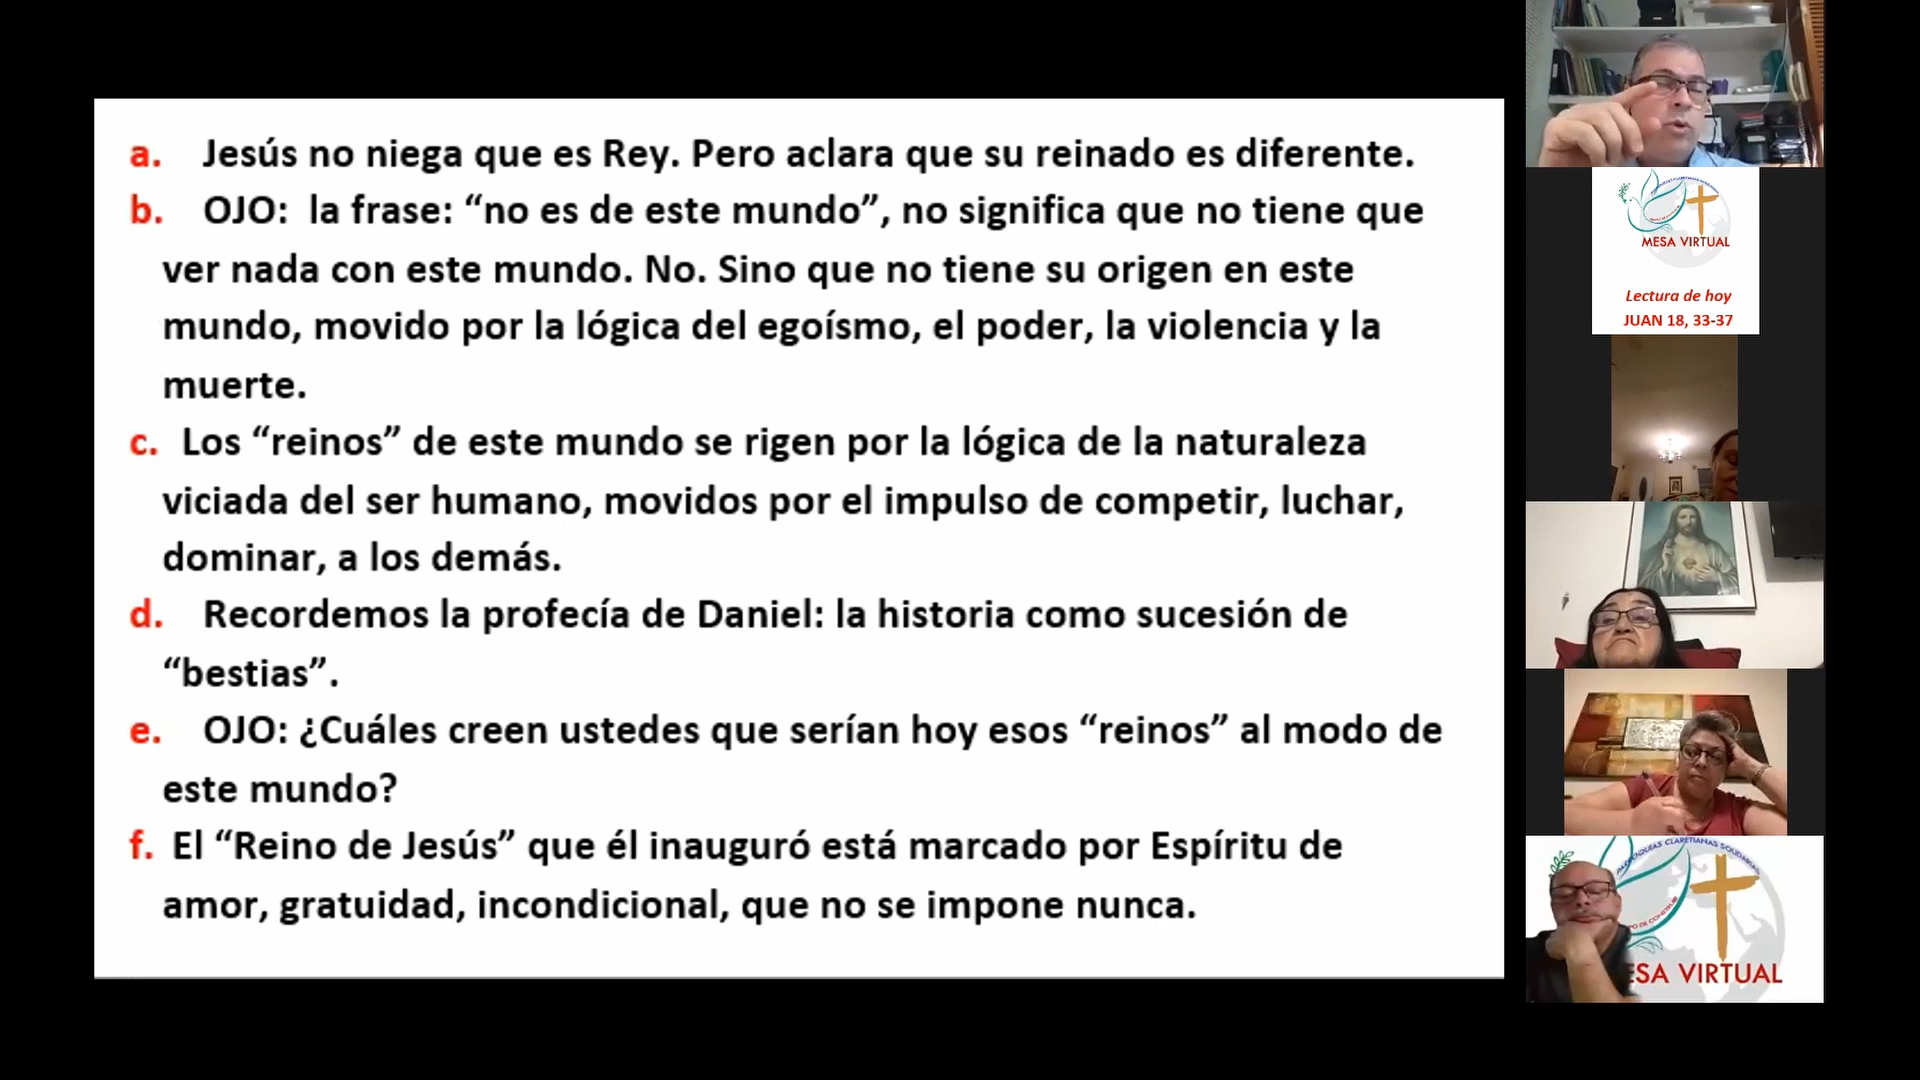 a. Jesús no niega que es Rey. Pero aclara que su reinado es diferente.
b. OJO: la frase: “no es de este mundo”, no significa que no tiene que
ver nada con este mundo. No. Sino que no tiene su origen en este
mundo, movido por la lógica del egoísmo, el poder, la violencia y la
muerte.
c. Los “reinos” de este mundo se rigen por la lógica de la naturaleza
viciada del ser humano, movidos por el impulso de competir, luchar,
dominar, a los demás.
d. Recordemos la profecía de Daniel: la historia como sucesión de
“bestias”.
e. OJO: ¿Cuáles creen ustedes que serían hoy esos “reinos” al modo de
este mundo?
f. El “Reino de Jesús” que él inauguró está marcado por Espíritu de
amor, gratuidad, incondicional, que no se impone nunca.
MESA VIRTUAL
Lectura de hoy
JUAN 18, 33-37
CLARETIANAS SOLIDARIAS
ESA VIRTUAL